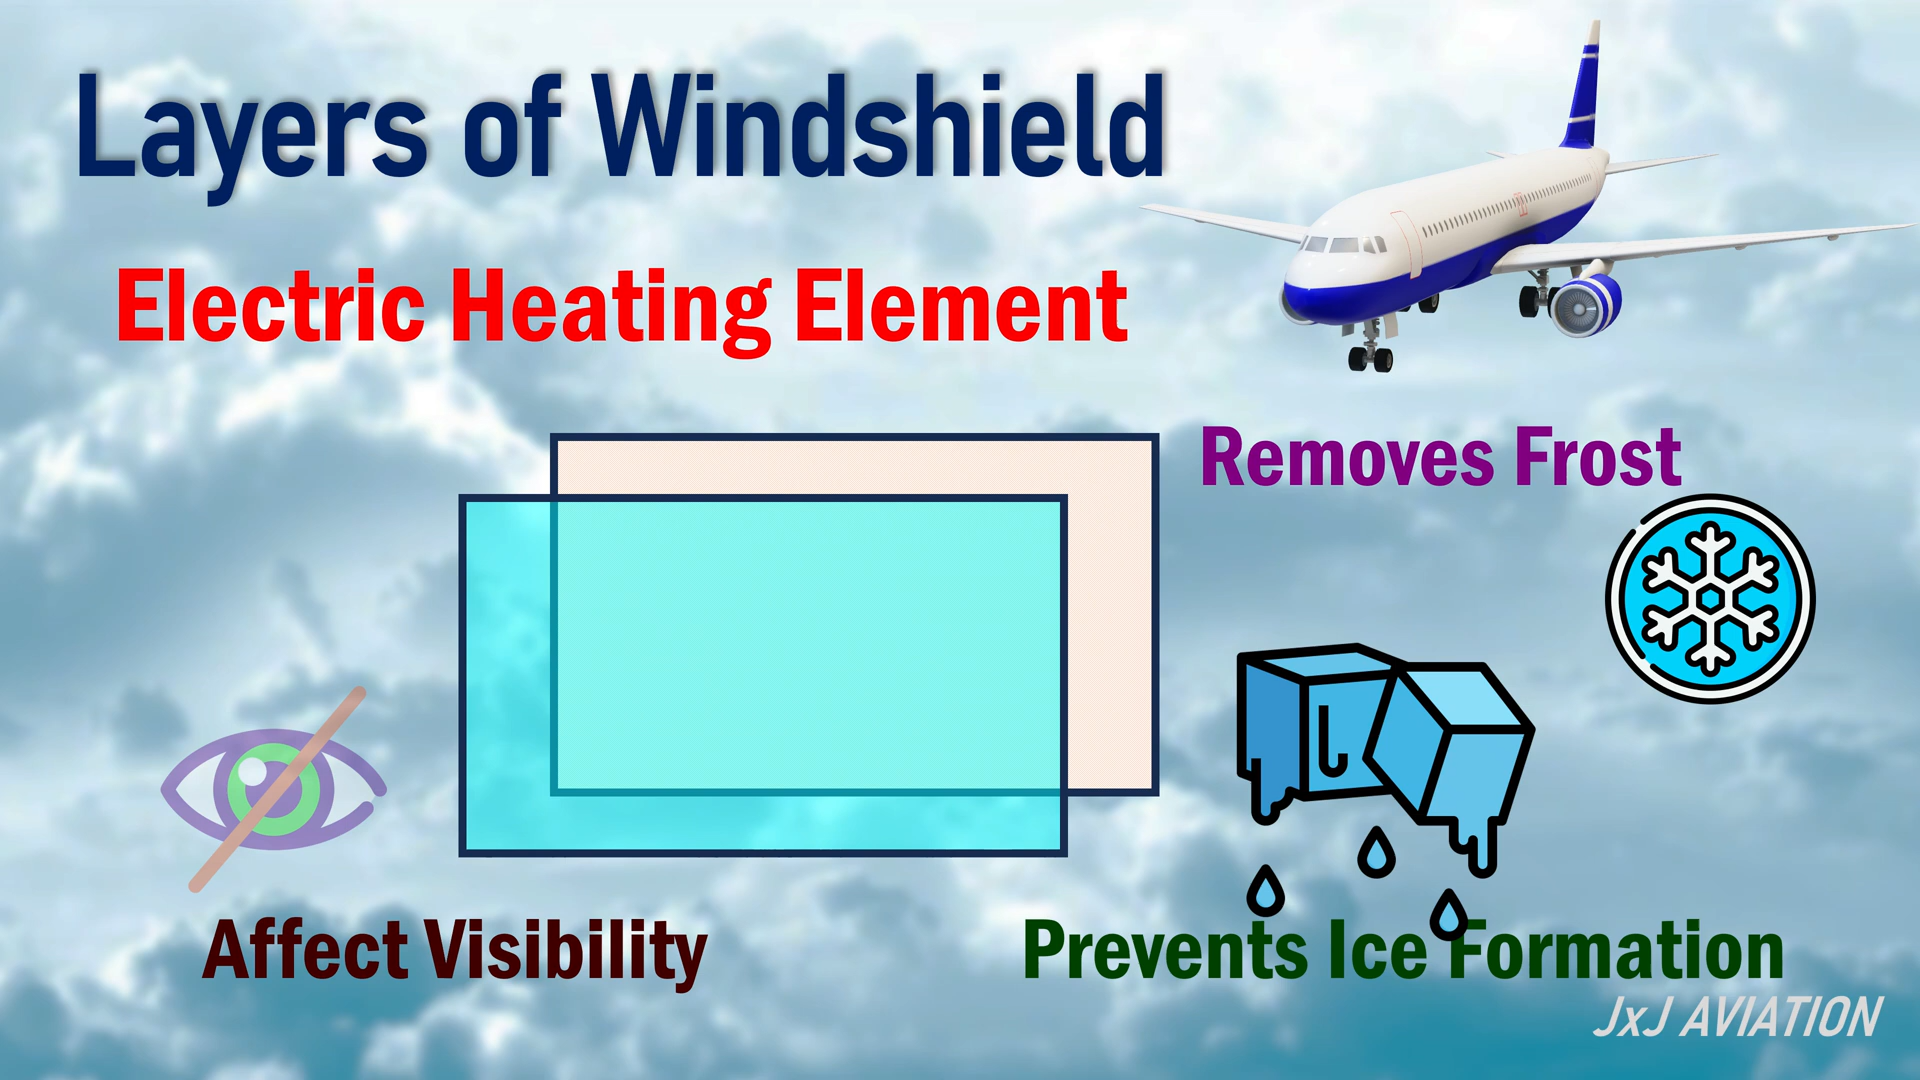 Layers of Windshield
Electric Heating Element
Removes Frost
Affect Visibility
Prevents Ice Formation
JxJ AVIATION